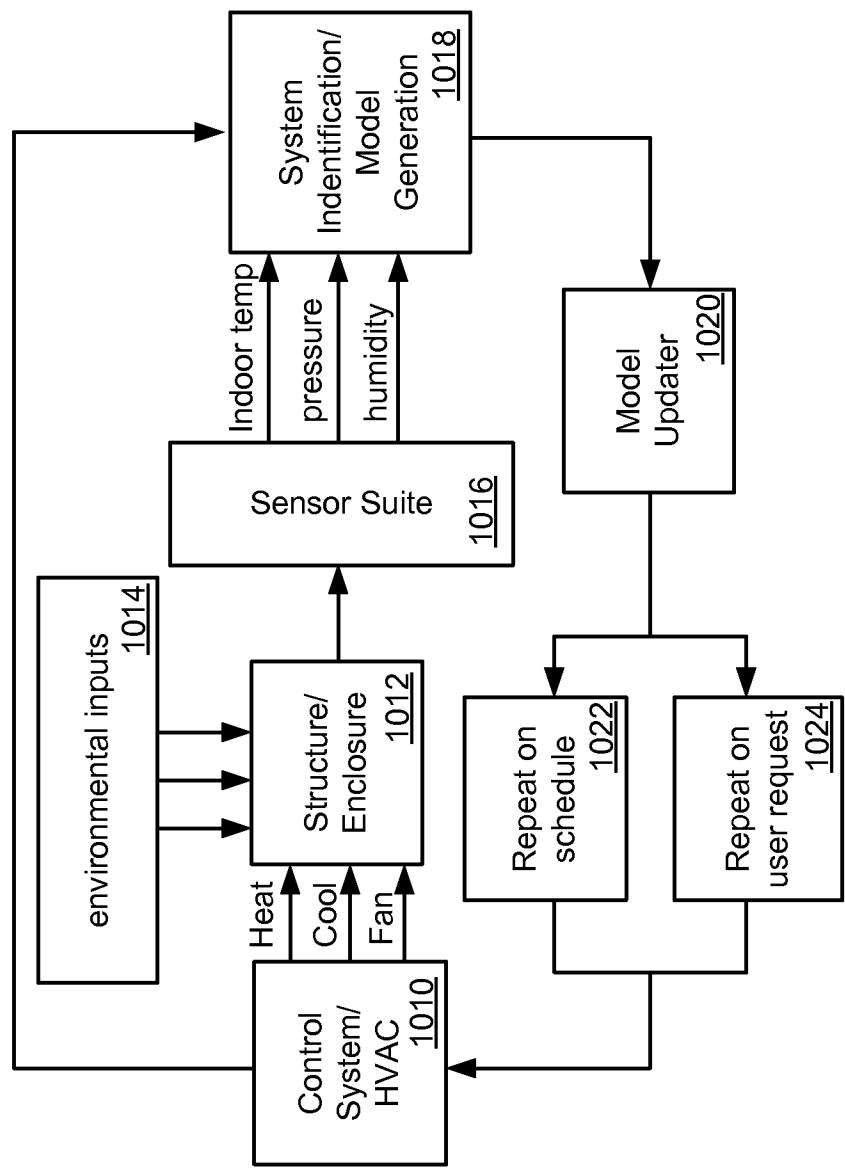 Control
System/
HVAC
1010
Heat
Cool
Fan
environmental inputs
1014
Structure/
Enclosure
1012
Sensor Suite
1016
Indoor temp
pressure
humidity
System
Indentification/
Model
Generation
1018
Repeat on
schedule
1022
Repeat on
user request
1024
Model
Updater
1020